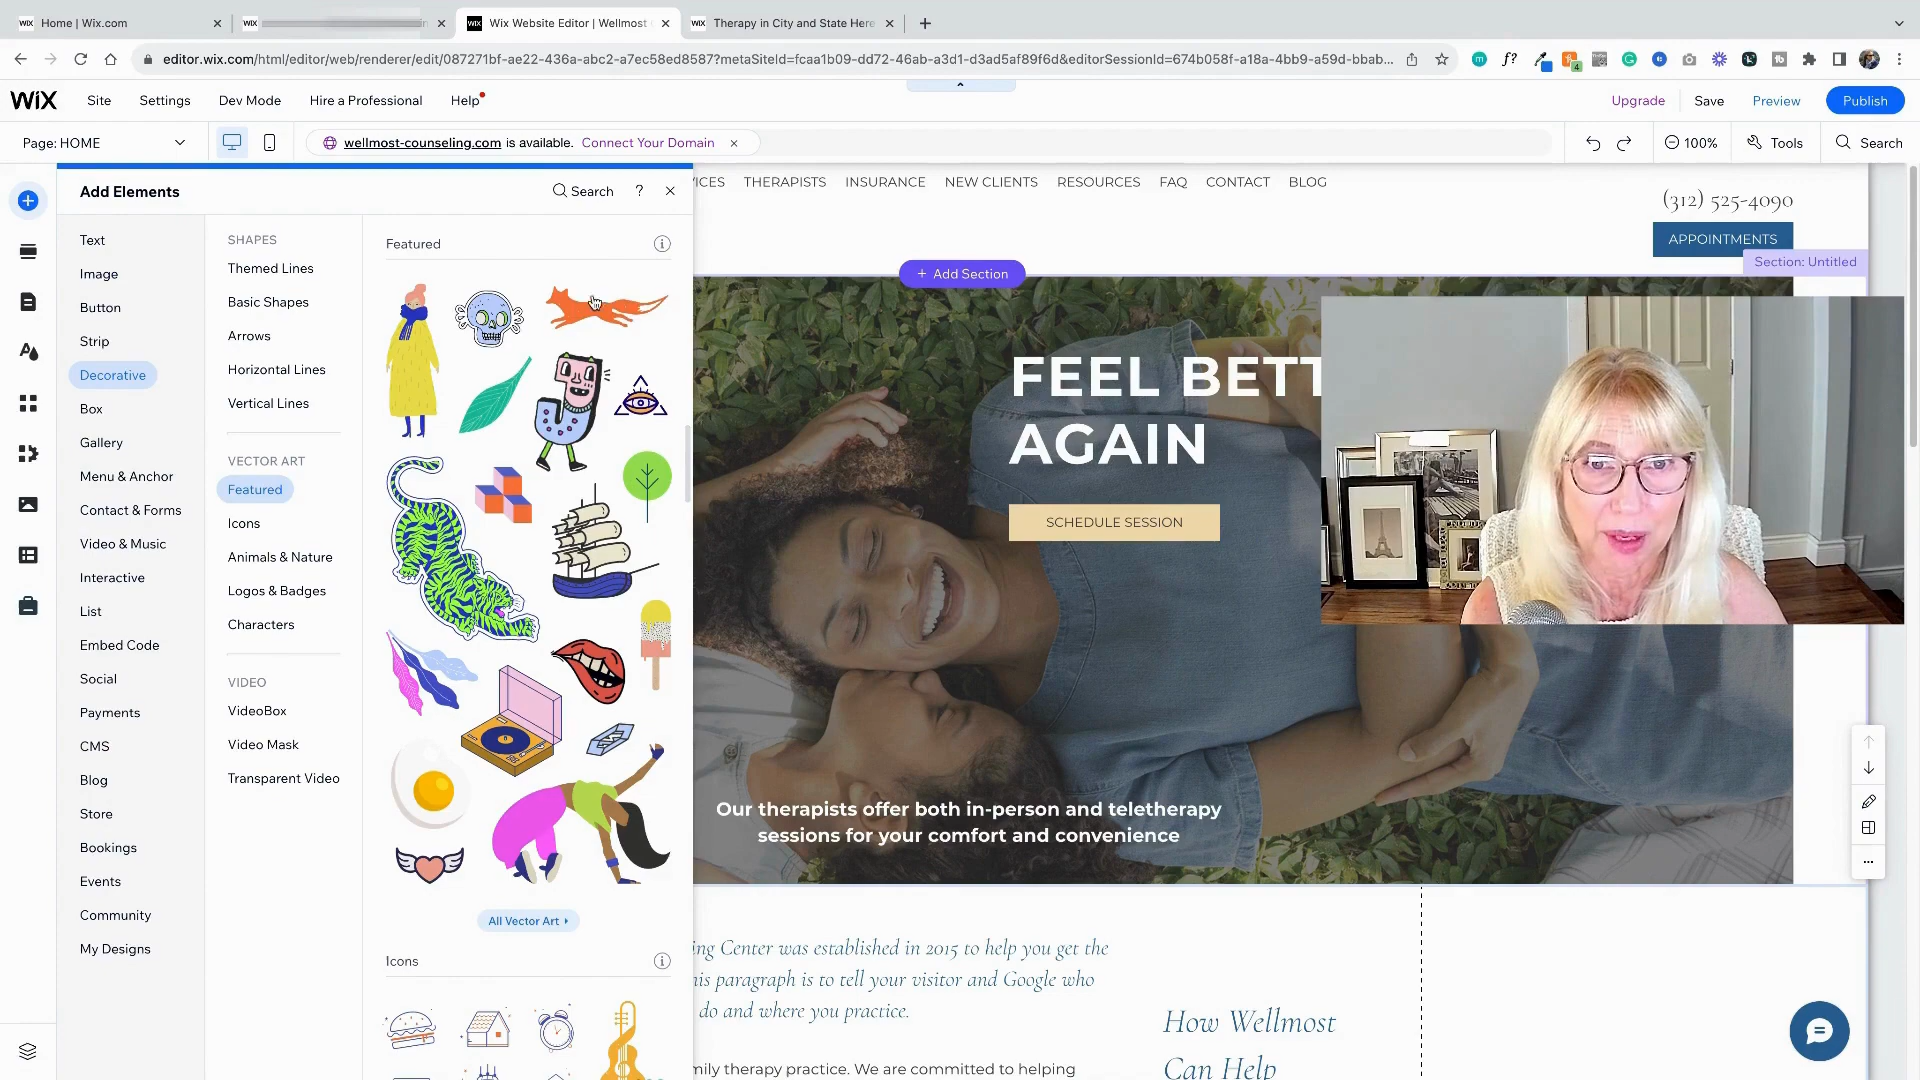 Home | Wix.com
Wix Website Editor | Wellmost
Therapy in City and State Here
editor.wix.com/html/editor/web/renderer/edit/087271bf-ae22-436a-abc2-a7ec58ed8587?metaSiteId=fcaa1b09-dd72-46ab-a3d1-d3ad5af89f6d&editorSessionId=674b058f-a18a-4bb9-a59d-bbab...
WiX Site Settings Dev Mode Hire a Professional Help
Upgrade Save Preview Publish
Page: HOME
wellmost-counseling.com is available. Connect Your Domain
100% Tools Search
Add Elements
Search ?
Text
Image
Button
Strip
Decorative
Box
Gallery
Menu & Anchor
Contact & Forms
Video & Music
Interactive
List
Embed Code
Social
Payments
CMS
Blog
Store
Bookings
Events
Community
My Designs
SHAPES
Themed Lines
Basic Shapes
Arrows
Horizontal Lines
Vertical Lines
VECTOR ART
Featured
Icons
Animals & Nature
Logos & Badges
Characters
VIDEO
VideoBox
Video Mask
Transparent Video
Featured
All Vector Art
Icons
VICES THERAPISTS INSURANCE NEW CLIENTS RESOURCES FAQ CONTACT BLOG
(312) 525-4090
APPOINTMENTS
Section: Untitled
+ Add Section
FEEL BETT
AGAIN
SCHEDULE SESSION
Our therapists offer both in-person and teletherapy
sessions for your comfort and convenience
ing Center was established in 2015 to help you get the
is paragraph is to tell your visitor and Google who
do and where you practice.
mily therapy practice. We are committed to helping
How Wellmost
Can Help